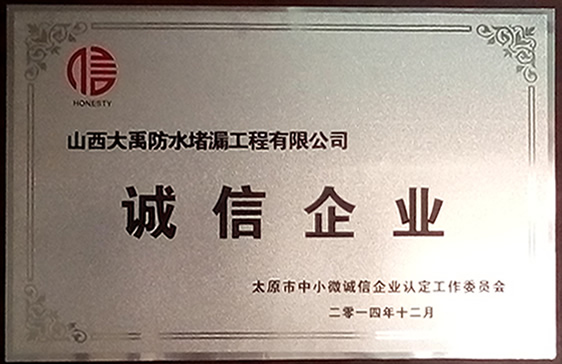 信
HONESTY
山西大禹防水堵漏工程有限公司
诚信企业
太原市中小微诚信企业认定工作委员会
二零一四年十二月